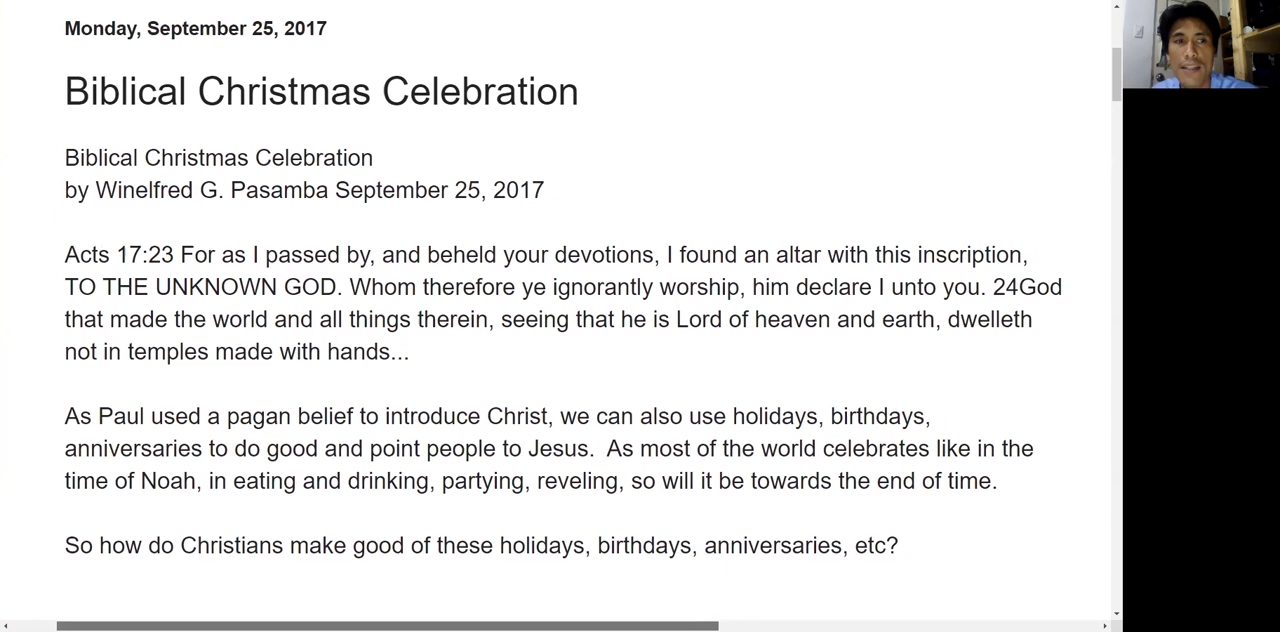 Monday, September 25, 2017
Biblical Christmas Celebration
Biblical Christmas Celebration
by Winelfred G. Pasamba September 25, 2017
Acts 17:23 For as I passed by, and beheld your devotions, I found an altar with this inscription,
TO THE UNKNOWN GOD. Whom therefore ye ignorantly worship, him declare I unto you. 24God
that made the world and all things therein, seeing that he is Lord of heaven and earth, dwelleth
not in temples made with hands...
As Paul used a pagan belief to introduce Christ, we can also use holidays, birthdays,
anniversaries to do good and point people to Jesus.  As most of the world celebrates like in the
time of Noah, in eating and drinking, partying, reveling, so will it be towards the end of time.
So how do Christians make good of these holidays, birthdays, anniversaries, etc?